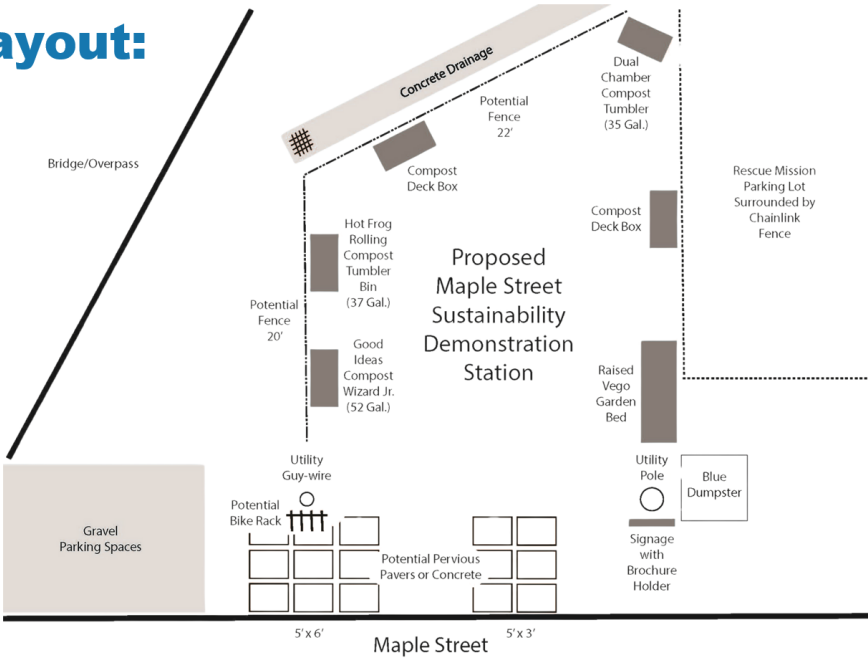 ayout:
Concrete Drainage
Potential
Fence
22'
Dual
Chamber
Compost
Tumbler
(35 Gal.)
Bridge/Overpass
Compost
Deck Box
Rescue Mission
Parking Lot
Surrounded by
Chainlink
Fence
Compost
Deck Box
Hot Frog
Rolling
Compost
Tumbler
Bin
(37 Gal.)
Proposed
Maple Street
Sustainability
Demonstration
Station
Potential
Fence
20'
Good
Ideas
Compost
Wizard Jr.
(52 Gal.)
Raised
Vego
Garden
Bed
Utility
Guy-wire
Utility
Pole
Blue
Dumpster
Potential
Bike Rack
Gravel
Parking Spaces
Potential Pervious
Pavers or Concrete
Signage
with
Brochure
Holder
5' x 6'
5' x 3'
Maple Street